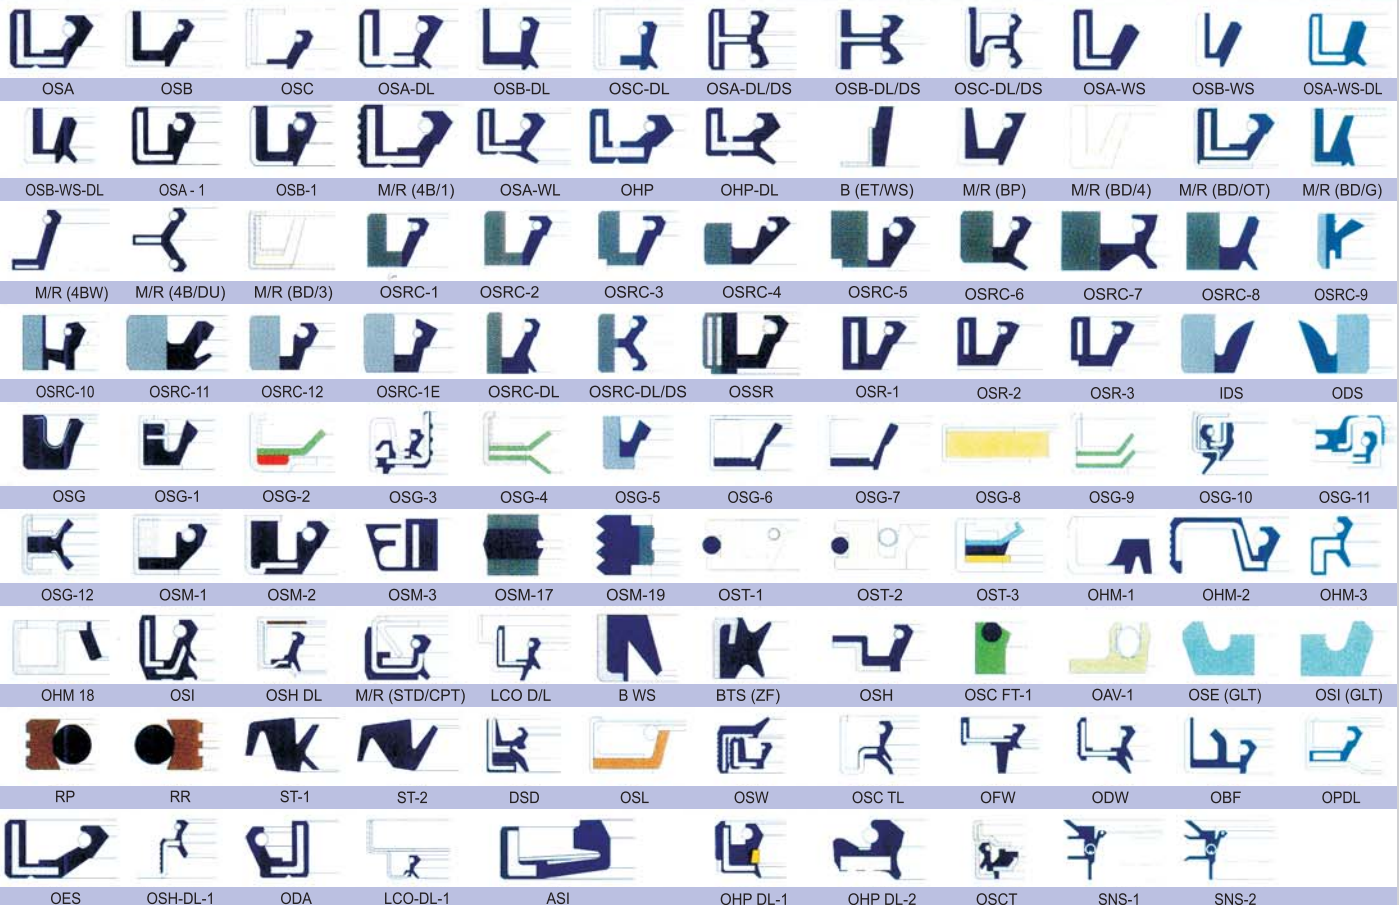 OSA OSB OSC OSA-DL OSB-DL OSC-DL OSA-DL/DS OSB-DL/DS OSC-DL/DS OSA-WS OSB-WS OSA-WS-DL
OSB-WS-DL OSA - 1 OSB-1 M/R (4B/1) OSA-WL OHP OHP-DL B (ET/WS) M/R (BP) M/R (BD/4) M/R (BD/OT) M/R (BD/G)
M/R (4BW) M/R (4B/DU) M/R (BD/3) OSRC-1 OSRC-2 OSRC-3 OSRC-4 OSRC-5 OSRC-6 OSRC-7 OSRC-8 OSRC-9
OSRC-10 OSRC-11 OSRC-12 OSRC-1E OSRC-DL OSRC-DL/DS OSSR OSR-1 OSR-2 OSR-3 IDS ODS
OSG OSG-1 OSG-2 OSG-3 OSG-4 OSG-5 OSG-6 OSG-7 OSG-8 OSG-9 OSG-10 OSG-11
OSG-12 OSM-1 OSM-2 OSM-3 OSM-17 OSM-19 OST-1 OST-2 OST-3 OHM-1 OHM-2 OHM-3
OHM 18 OSI OSH DL M/R (STD/CPT) LCO D/L B WS BTS (ZF) OSH OSC FT-1 OAV-1 OSE (GLT) OSI (GLT)
RP RR ST-1 ST-2 DSD OSL OSW OSC TL OFW ODW OBF OPDL
OES OSH-DL-1 ODA LCO-DL-1 ASI OHP DL-1 OHP DL-2 OSCT SNS-1 SNS-2